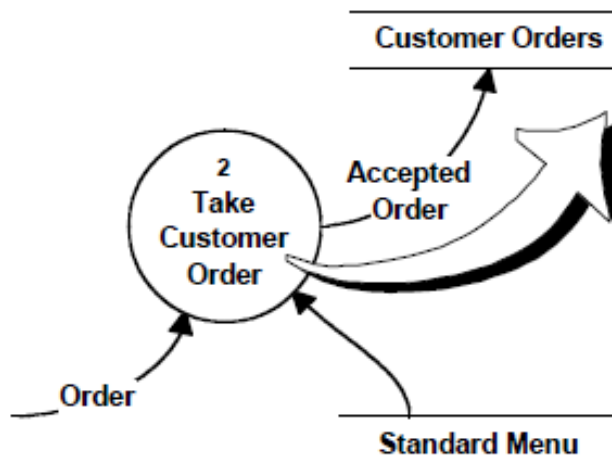 Customer Orders
2
Take
Customer
Order
Accepted
Order
Order
Standard Menu